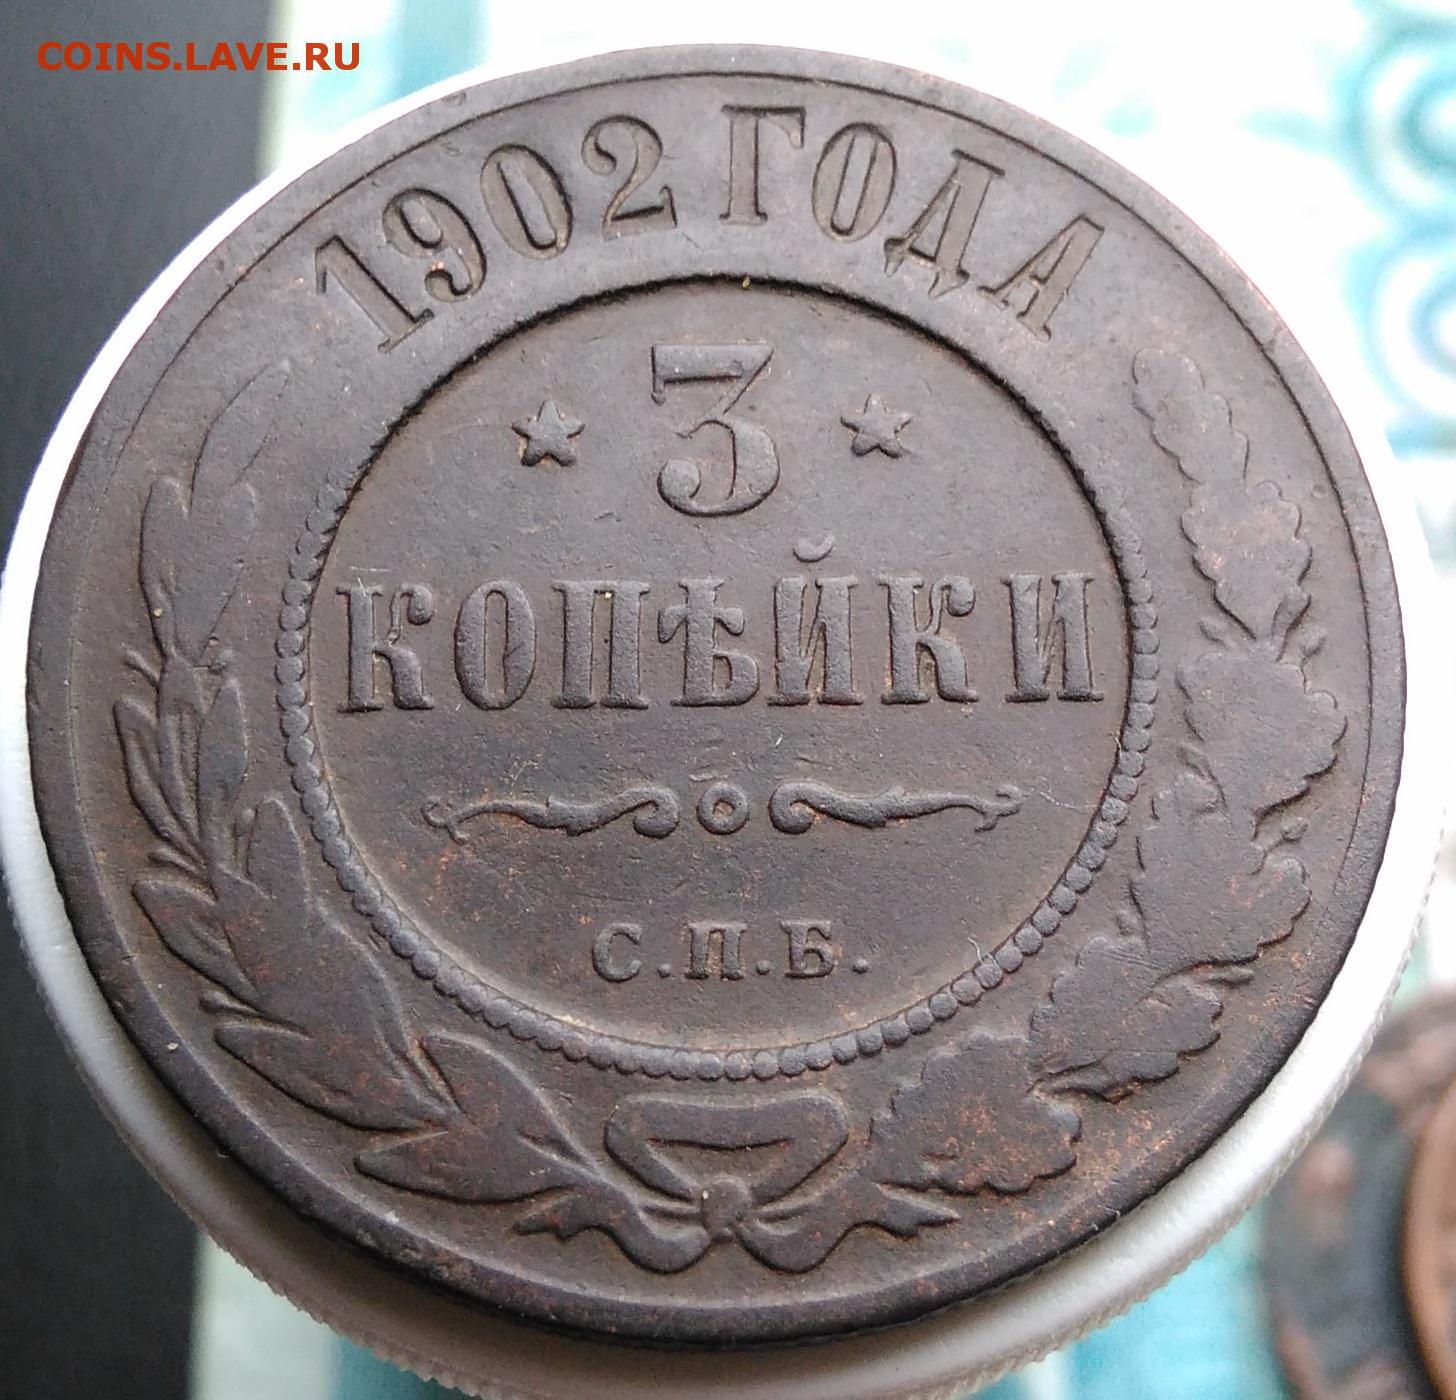 COINS.LAVE.RU
1902 ГОДА
3
КОПѢЙКИ
С.П.Б.